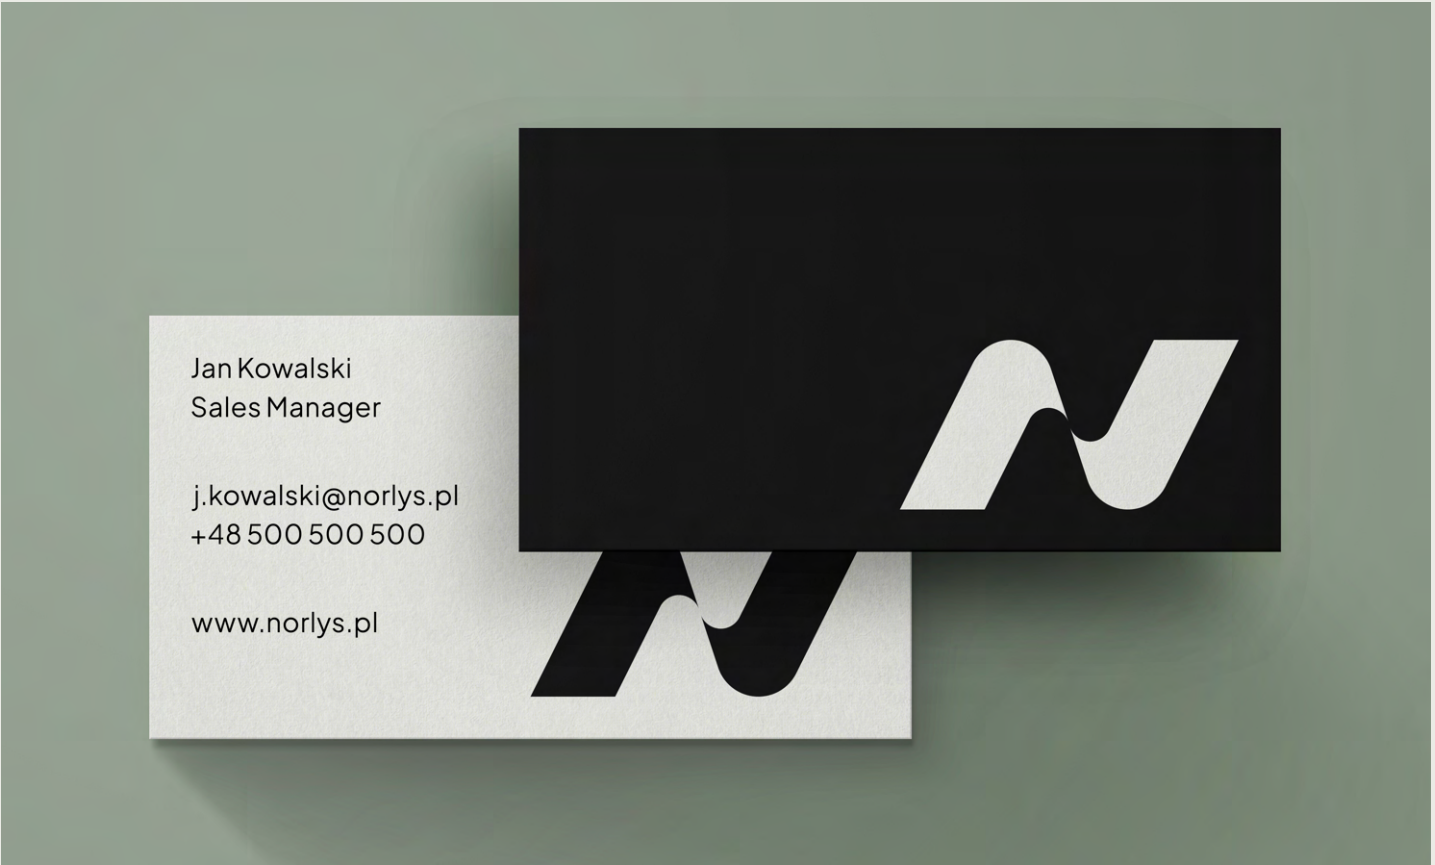 Jan Kowalski
Sales Manager
j.kowalski@norlys.pl
+48 500 500 500
www.norlys.pl